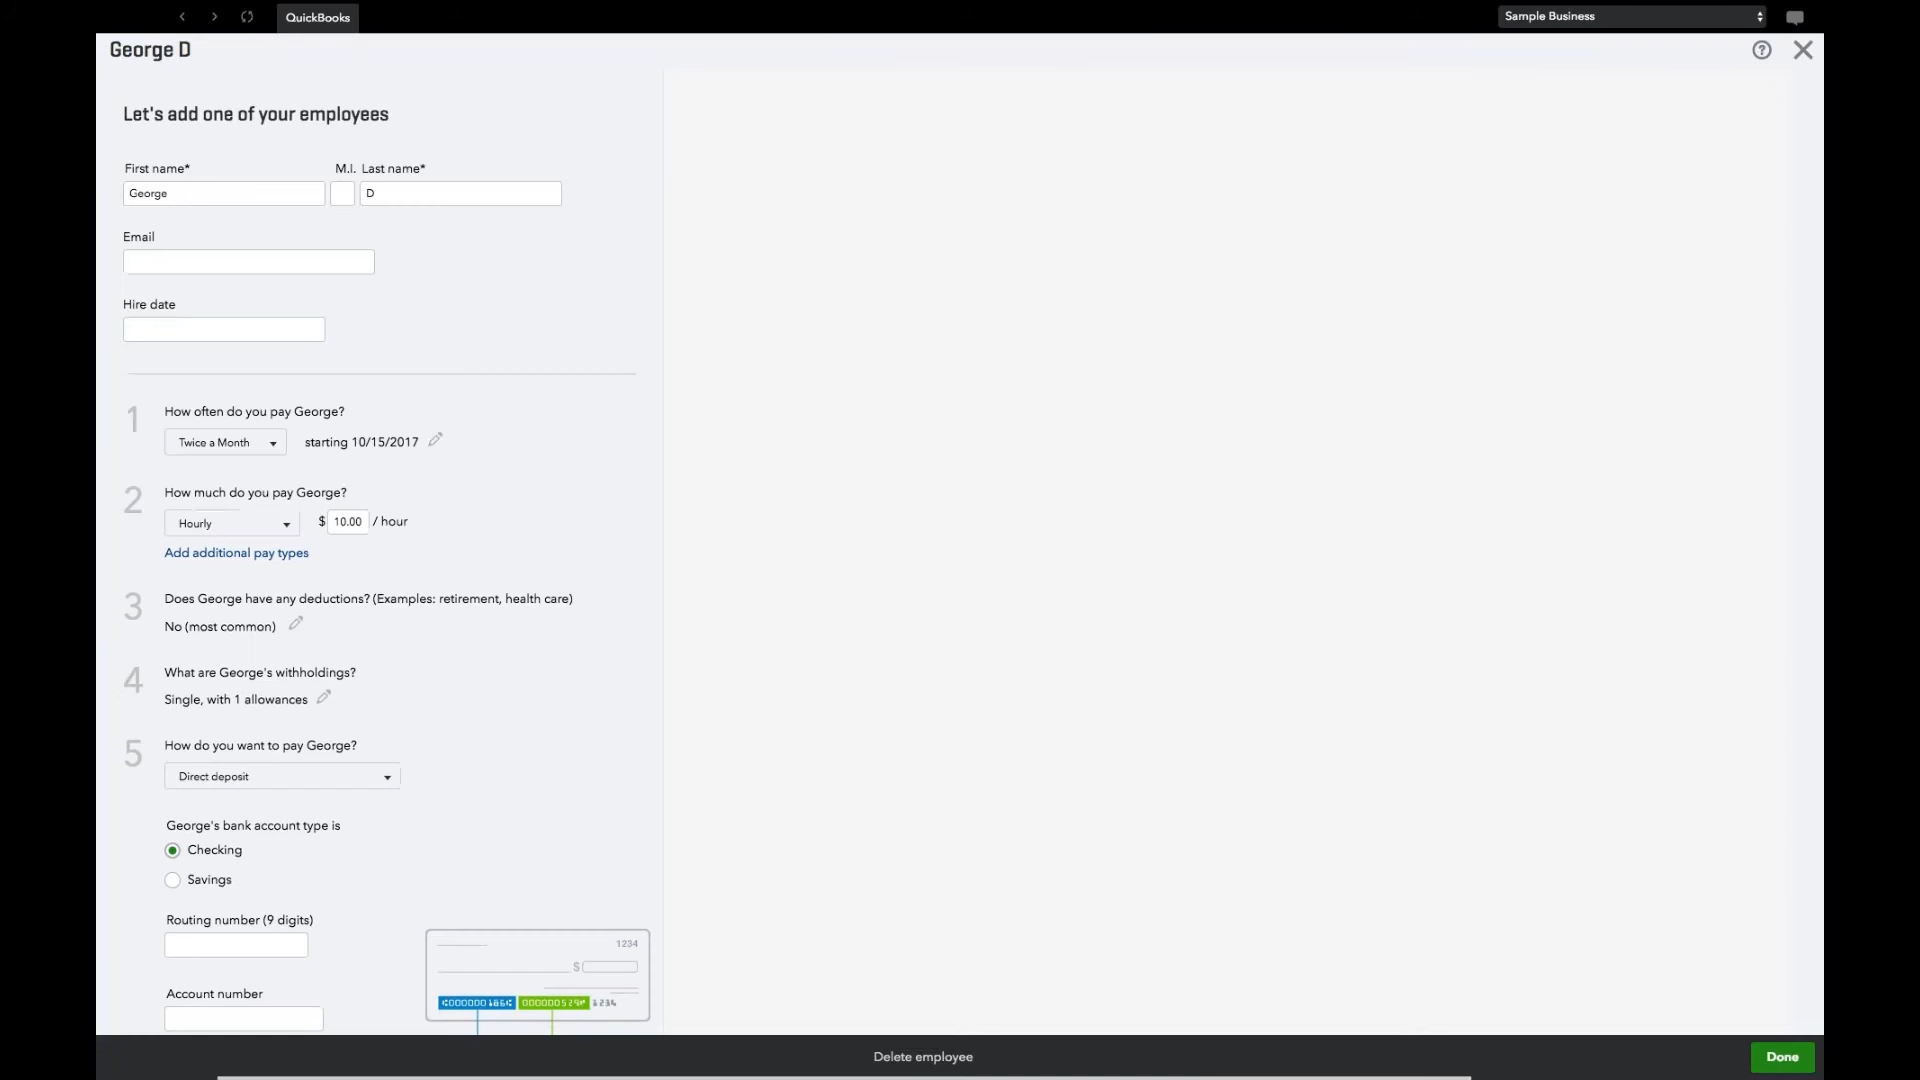 QuickBooks
Sample Business
George D
Let's add one of your employees
First name* M.I. Last name*
George D
Email
Hire date
1 How often do you pay George?
Twice a Month starting 10/15/2017
2 How much do you pay George?
Hourly $ 10.00 / hour
Add additional pay types
3 Does George have any deductions? (Examples: retirement, health care)
No (most common)
4 What are George's withholdings?
Single, with 1 allowances
5 How do you want to pay George?
Direct deposit
George's bank account type is
Checking
Savings
Routing number (9 digits)
1234
$
Account number
1234
Delete employee
Done